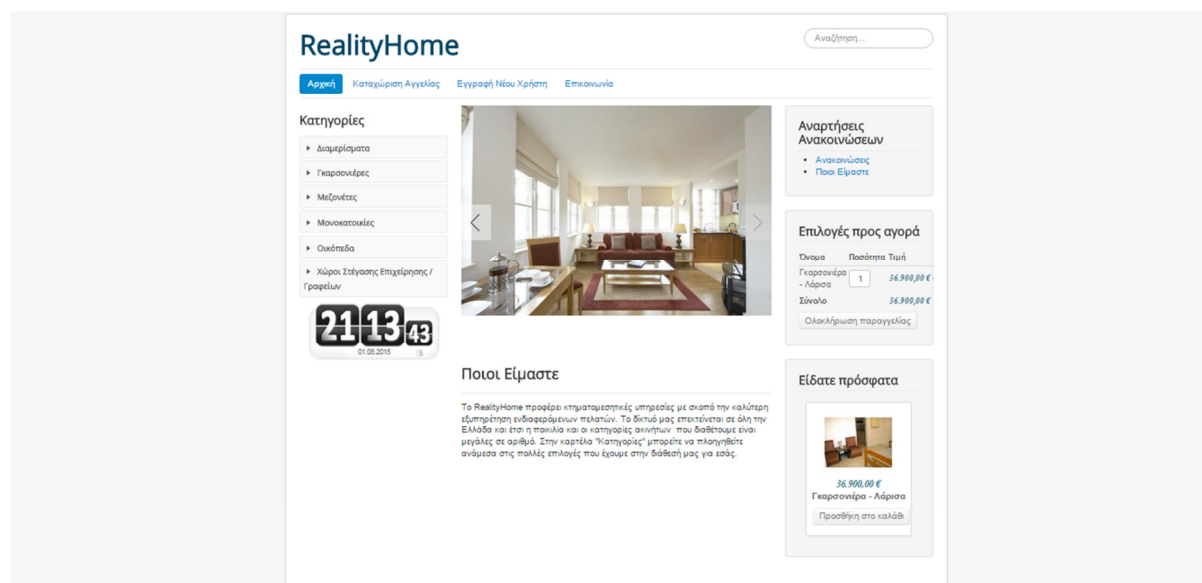 RealityHome
Αναζήτηση...
Αρχική
Καταχώριση Αγγελίας
Εγγραφή Νέου Χρήστη
Επικοινωνία
Κατηγορίες
Διαμερίσματα
Γκαρσονιέρες
Μεζονέτες
Μονοκατοικίες
Οικόπεδα
Χώροι Στέγασης Επιχείρησης /
Γραφείων
21 13 43
01.08.2015
Ποιοι Είμαστε
Το RealityHome προφέρει κτηματομεσητικές υπηρεσίες με σκοπό την καλύτερη
εξυπηρέτηση ενδιαφερόμενων πελατών. Το δίκτυό μας επεκτείνεται σε όλη την
Ελλάδα και έτσι η ποικιλία και οι κατηγορίες ακινήτων που διαθέτουμε είναι
μεγάλες σε αριθμό. Στην καρτέλα "Κατηγορίες" μπορείτε να πλοηγηθείτε
ανάμεσα στις πολλές επιλογές που έχουμε στην διάθεσή μας για εσάς.
Αναρτήσεις
Ανακοινώσεων
Ανακοινώσεις
Ποιοι Είμαστε
Επιλογές προς αγορά
Όνομα Ποσότητα Τιμή
Γκαρσονιέρα
- Λάρισα 1 36.900,00 €
Σύνολο 36.900,00 €
Ολοκλήρωση παραγγελίας
Είδατε πρόσφατα
36.900,00 €
Γκαρσονιέρα - Λάρισα
Προσθήκη στο καλάθι